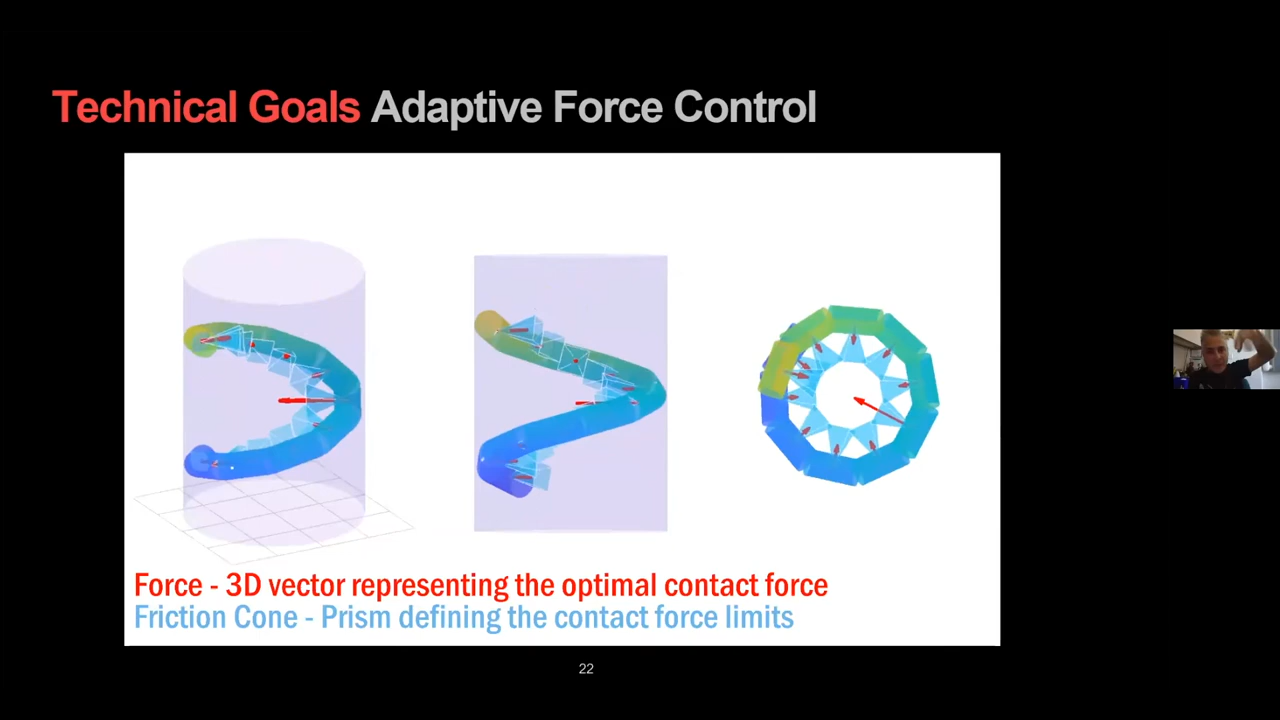 Technical Goals Adaptive Force Control
Force - 3D vector representing the optimal contact force
Friction Cone - Prism defining the contact force limits
22